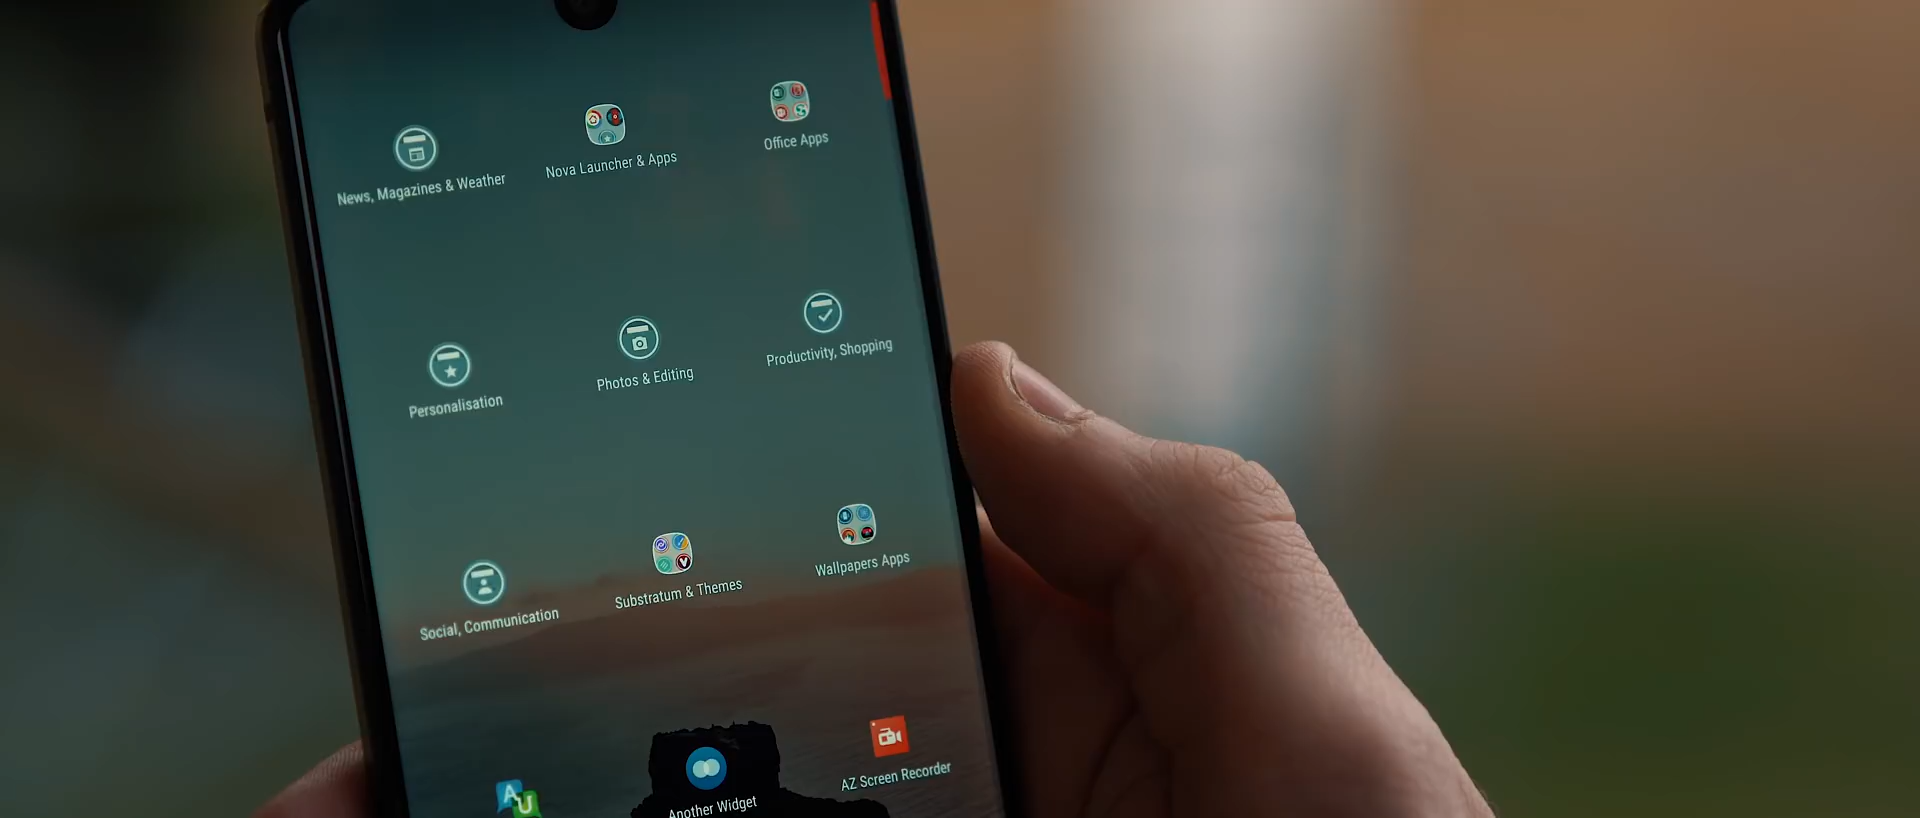 News, Magazines & Weather
Nova Launcher & Apps
Office Apps
Personalisation
Photos & Editing
Productivity, Shopping
Social, Communication
Substratum & Themes
Wallpapers Apps
A
U
Another Widget
AZ Screen Recorder